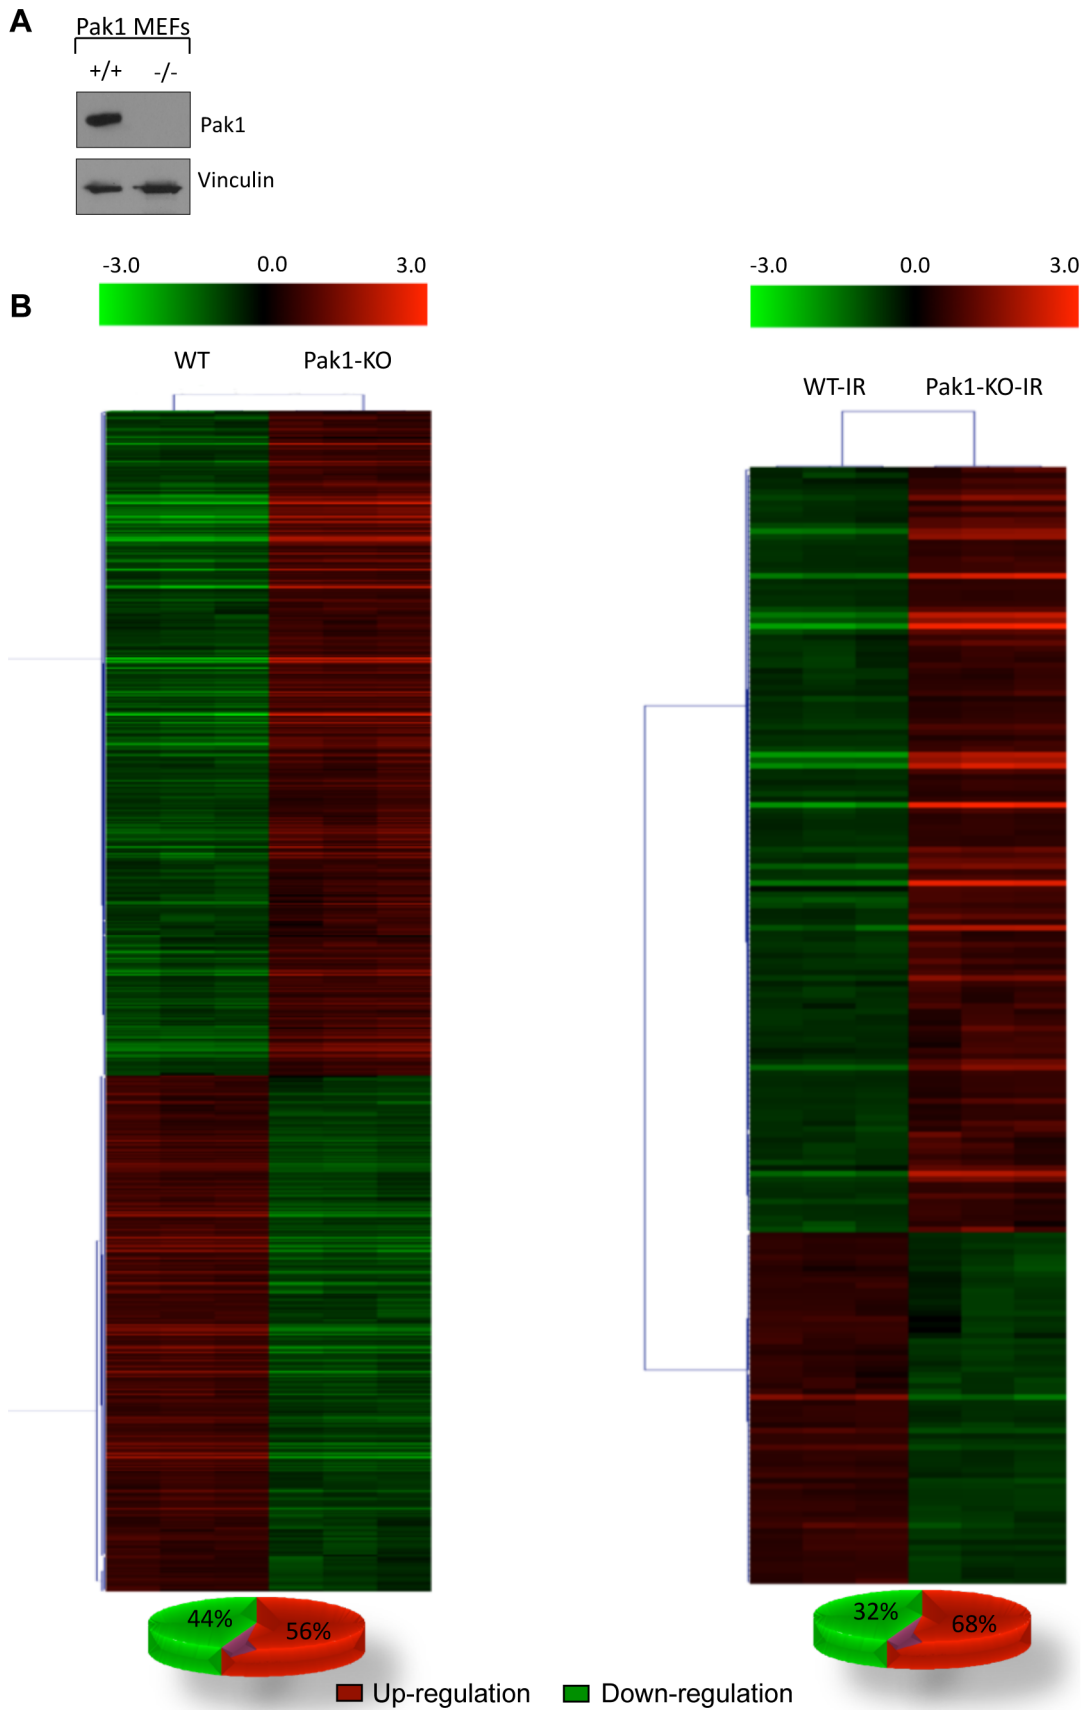 A
Pak1 MEFs
+/+ -/-
Pak1
Vinculin
B
-3.0 0.0 3.0
WT Pak1-KO
-3.0 0.0 3.0
WT-IR Pak1-KO-IR
44% 56%
32% 68%
Up-regulation Down-regulation